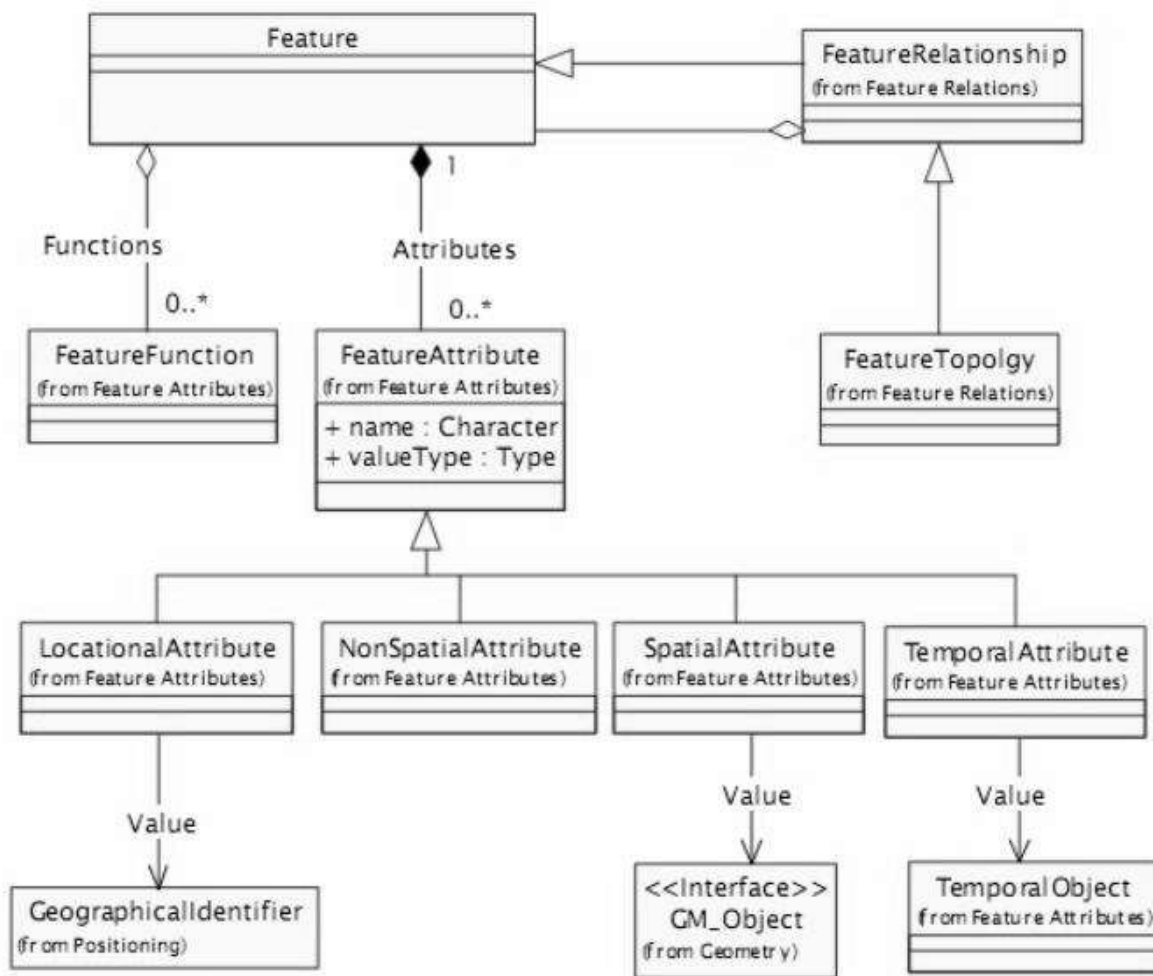 Feature
FeatureRelationship
(from Feature Relations)
1
Functions
Attributes
0..*
0..*
FeatureFunction
(from Feature Attributes)
FeatureAttribute
(from Feature Attributes)
+ name : Character
+ valueType : Type
FeatureTopolgy
(from Feature Relations)
LocationalAttribute
(from Feature Attributes)
NonSpatialAttribute
(from Feature Attributes)
SpatialAttribute
(from Feature Attributes)
TemporalAttribute
(from Feature Attributes)
Value
Value
Value
GeographicalIdentifier
(from Positioning)
<<Interface>>
GM_Object
(from Geometry)
TemporalObject
(from Feature Attributes)